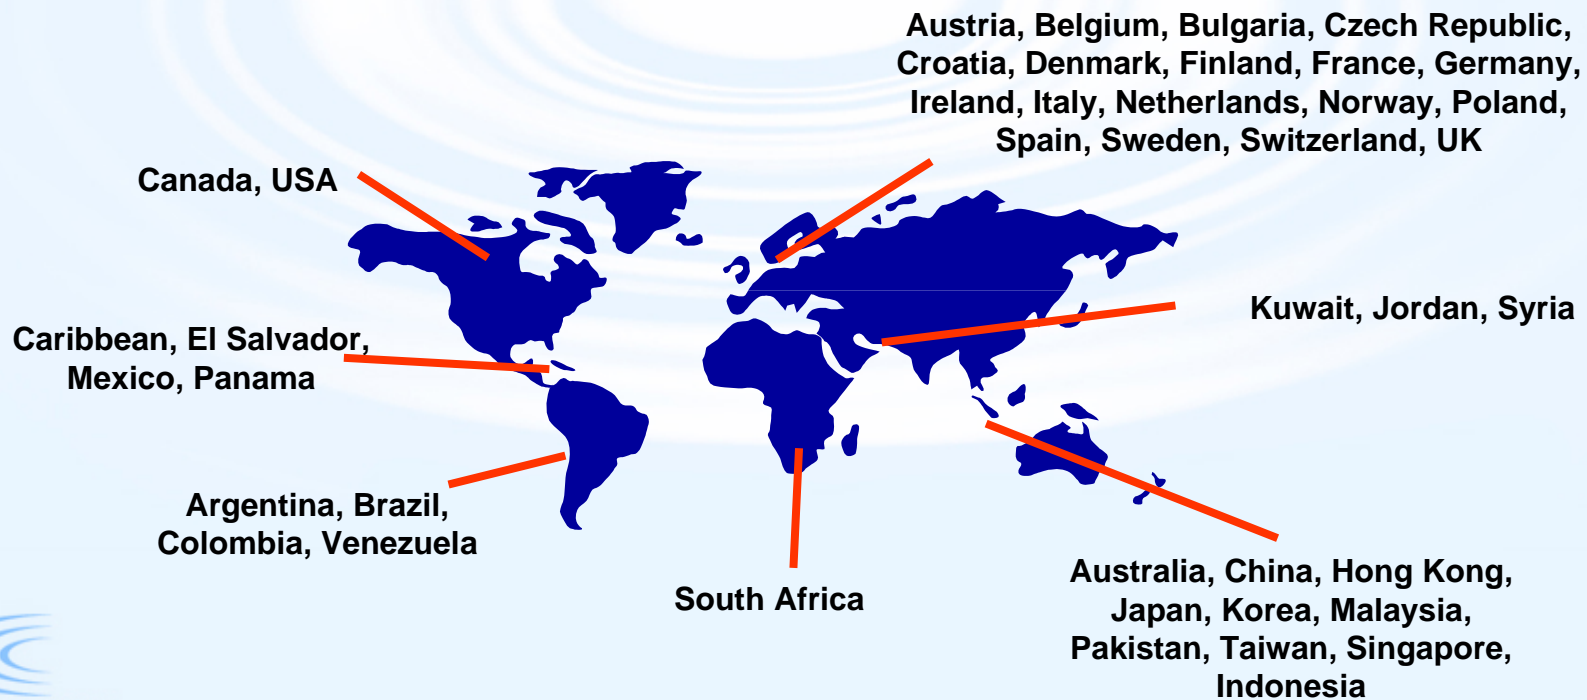 Austria, Belgium, Bulgaria, Czech Republic,
Croatia, Denmark, Finland, France, Germany,
Ireland, Italy, Netherlands, Norway, Poland,
Spain, Sweden, Switzerland, UK
Canada, USA
Kuwait, Jordan, Syria
Caribbean, El Salvador,
Mexico, Panama
Argentina, Brazil,
Colombia, Venezuela
South Africa
Australia, China, Hong Kong,
Japan, Korea, Malaysia,
Pakistan, Taiwan, Singapore,
Indonesia